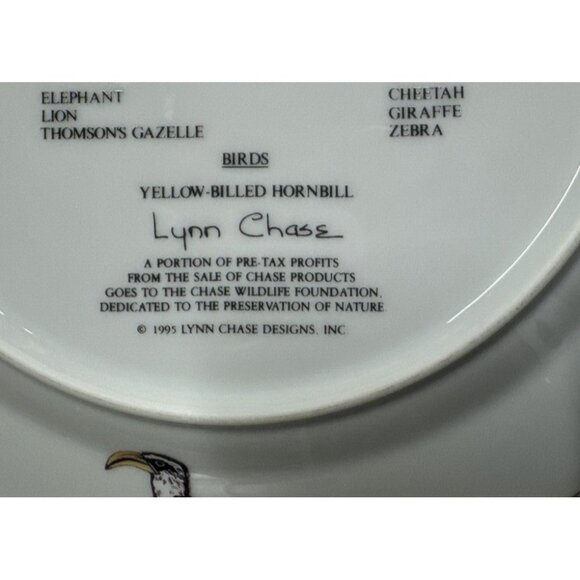 ELEPHANT CHEETAH
LION GIRAFFE
THOMSON'S GAZELLE ZEBRA
BIRDS
YELLOW-BILLED HORNBILL
Lynn Chase
A PORTION OF PRE-TAX PROFITS
FROM THE SALE OF CHASE PRODUCTS
GOES TO THE CHASE WILDLIFE FOUNDATION,
DEDICATED TO THE PRESERVATION OF NATURE.
© 1995 LYNN CHASE DESIGNS, INC.